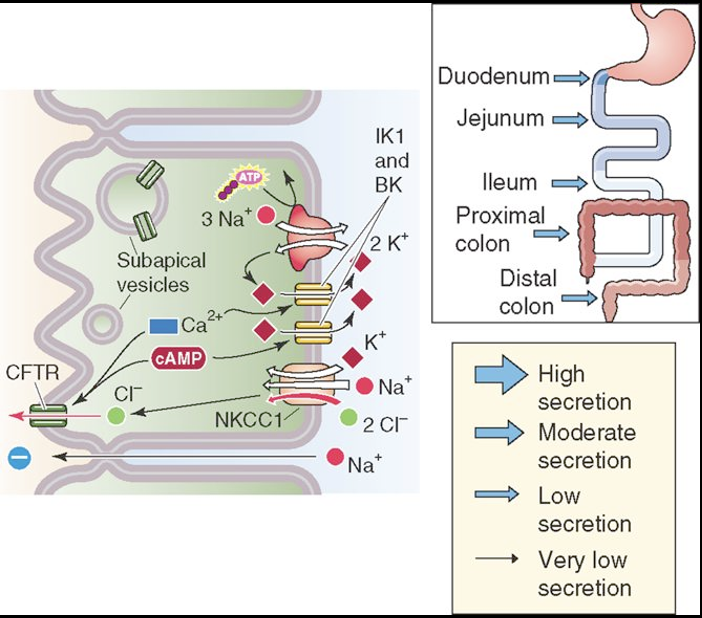 IK1
and
BK
ATP
3 Na⁺
2 K⁺
Subapical
vesicles
Ca²⁺
cAMP
K⁺
CFTR
Cl⁻
Na⁺
NKCC1
2 Cl⁻
−
Na⁺
Duodenum
Jejunum
Ileum
Proximal
colon
Distal
colon
High
secretion
Moderate
secretion
Low
secretion
Very low
secretion